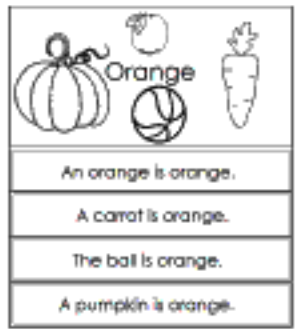 Orange
An orange is orange.
A carrot is orange.
The ball is orange.
A pumpkin is orange.